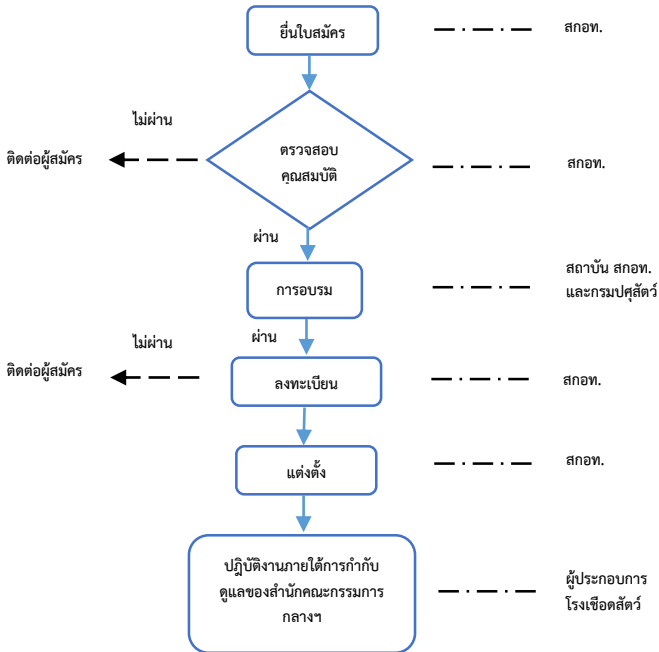 ยื่นใบสมัคร
สกอท.
ไม่ผ่าน
ตรวจสอบ
คุณสมบัติ
ติดต่อผู้สมัคร
สกอท.
ผ่าน
การอบรม
สถาบัน สกอท.
และกรมปศุสัตว์
ผ่าน
ไม่ผ่าน
ติดต่อผู้สมัคร
ลงทะเบียน
สกอท.
แต่งตั้ง
สกอท.
ปฎิบัติงานภายใต้การกำกับ
ดูแลของสำนักคณะกรรมการ
กลางฯ
ผู้ประกอบการ
โรงเชือดสัตว์